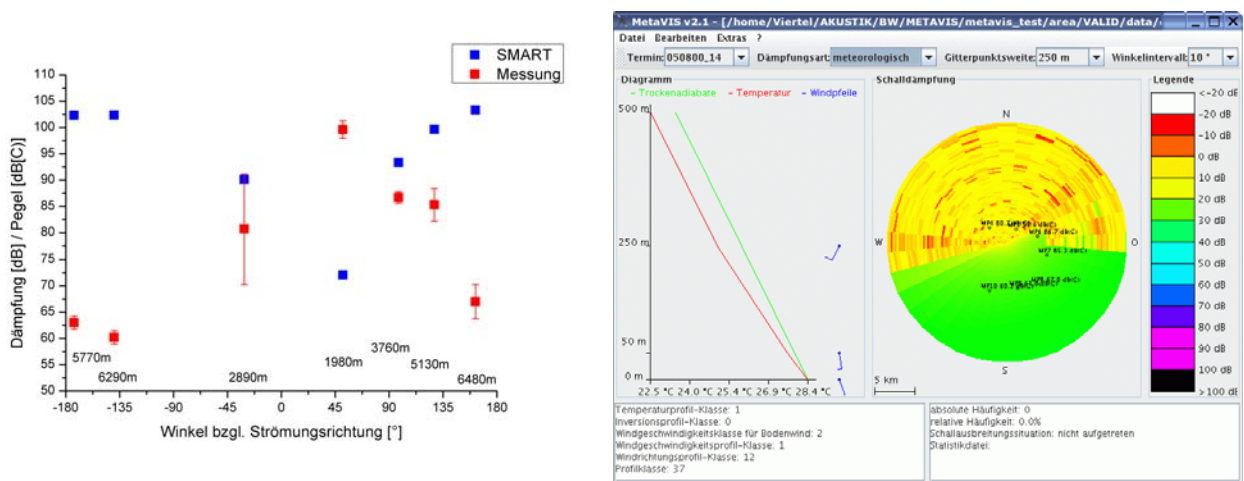 SMART
Messung
Dämpfung [dB] / Pegel [dB[C]]
110
105
100
95
90
85
80
75
70
65
60
55
50
5770m
6290m
2890m
1980m
3760m
5130m
6480m
-180 -135 -90 -45 0 45 90 135 180
Winkel bzgl. Strömungsrichtung [°]
MetaVIS v2.1 - [/home/Viertel/AKUSTIK/BW/METAVIS/metavis_test/area/VALID/data/
Datei Bearbeiten Extras ?
Termin: 050800_14 Dämpfungsart: meteorologisch Gitterpunktsweite: 250 m Winkelintervall: 10 °
Diagramm
- Trockenadiabate - Temperatur - Windpfeile
500 m
250 m
50 m
0 m
22.5 °C 24.0 °C 25.4 °C 26.9 °C 28.4 °C
Schalldämpfung
N
W
O
S
5 km
Legende
<-20 dB
-20 dB
-10 dB
0 dB
10 dB
20 dB
30 dB
40 dB
50 dB
60 dB
70 dB
80 dB
90 dB
100 dB
>100 dB
Temperaturprofil-Klasse: 1
Inversionsprofil-Klasse: 0
Windgeschwindigkeitsklasse für Bodenwind: 2
Windgeschwindigkeitsprofil-Klasse: 1
Windrichtungsprofil-Klasse: 12
Profilklasse: 37
absolute Häufigkeit: 0
relative Häufigkeit: 0.0%
Schallausbreitungssituation: nicht aufgetreten
Statistikdatei: